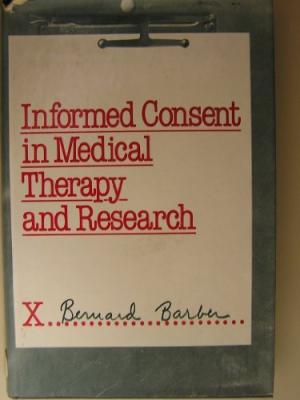 Informed Consent
in Medical
Therapy
and Research
X Bernard Barber